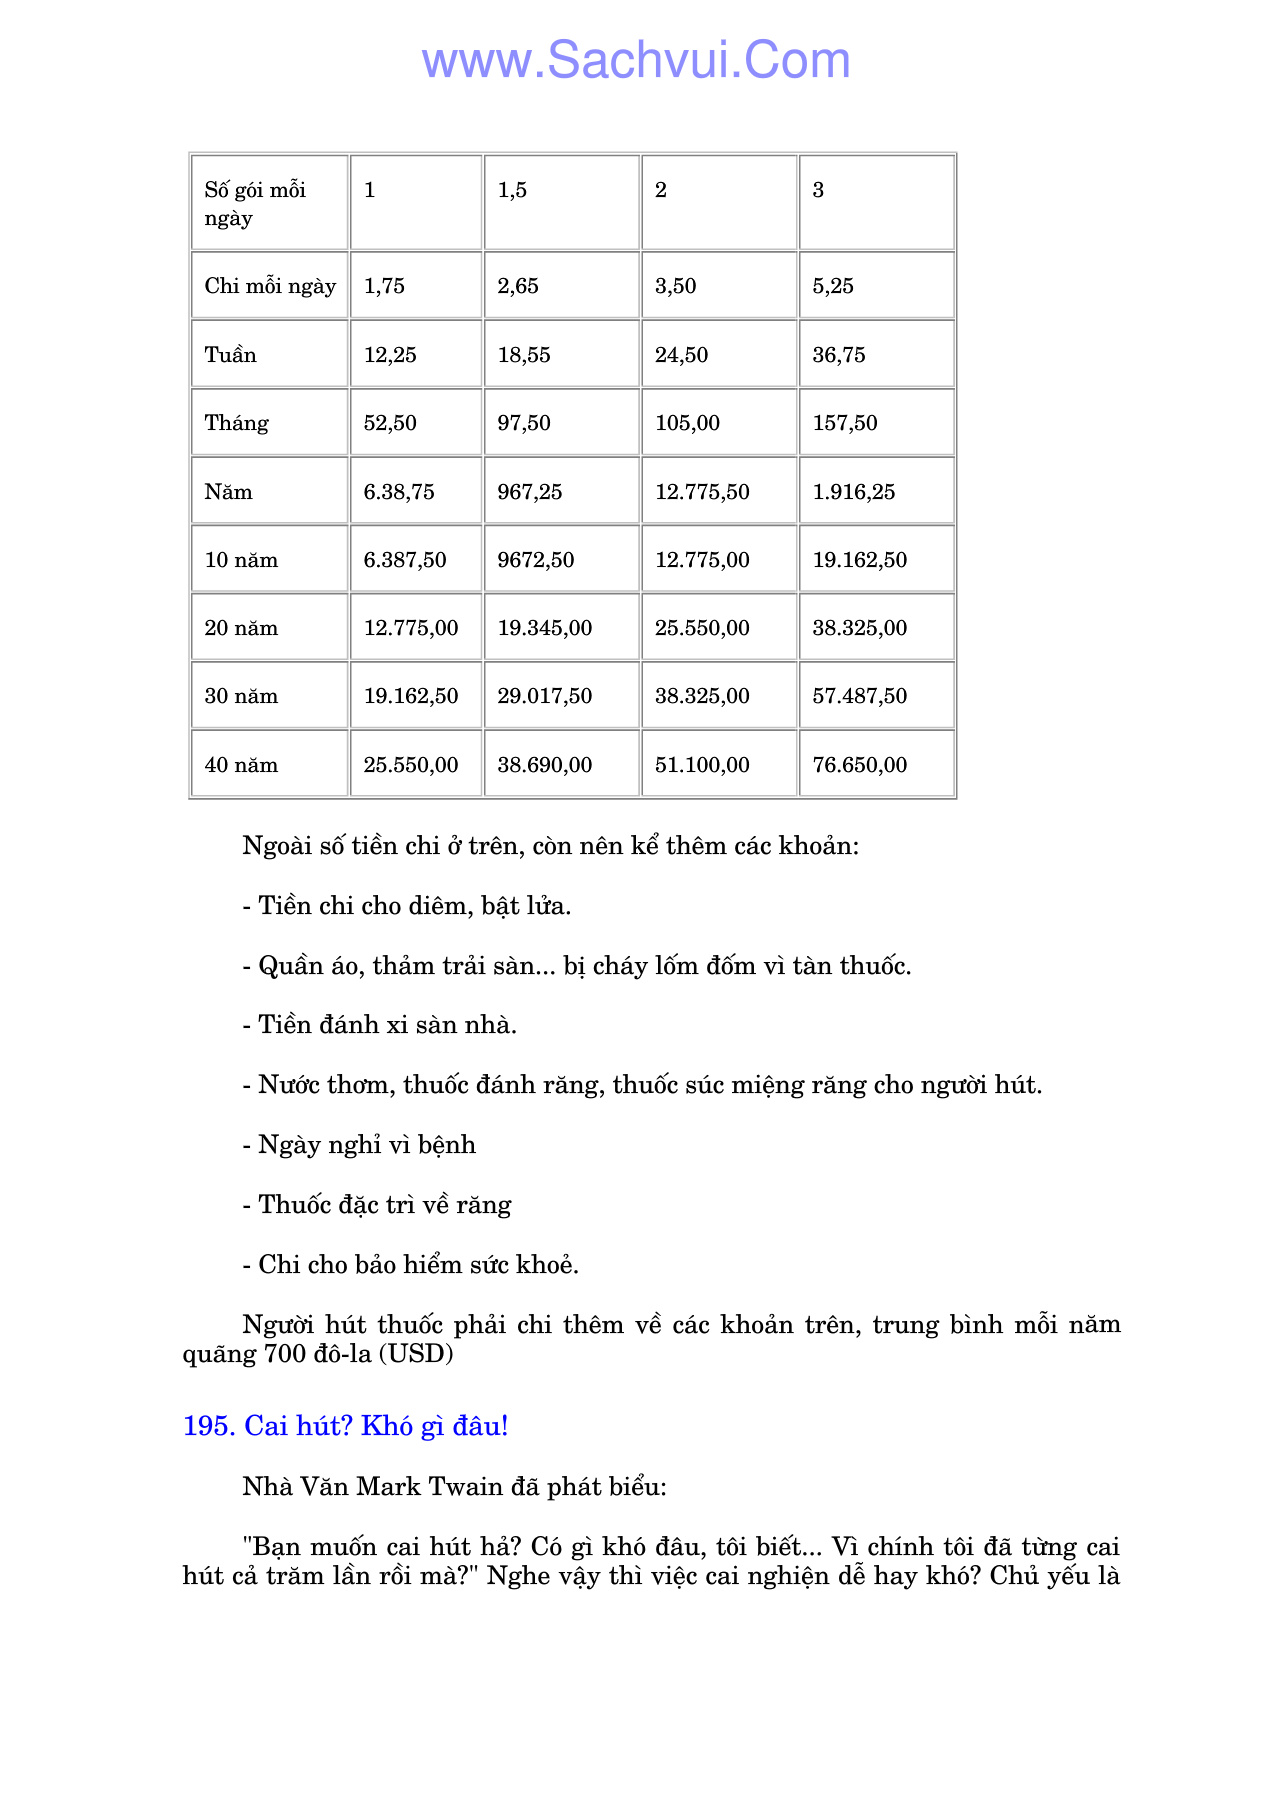 www.Sachvui.Com
Số gói mỗi ngày 1 1,5 2 3
Chi mỗi ngày 1,75 2,65 3,50 5,25
Tuần 12,25 18,55 24,50 36,75
Tháng 52,50 97,50 105,00 157,50
Năm 6.38,75 967,25 12.775,50 1.916,25
10 năm 6.387,50 9672,50 12.775,00 19.162,50
20 năm 12.775,00 19.345,00 25.550,00 38.325,00
30 năm 19.162,50 29.017,50 38.325,00 57.487,50
40 năm 25.550,00 38.690,00 51.100,00 76.650,00
Ngoài số tiền chi ở trên, còn nên kể thêm các khoản:
- Tiền chi cho diêm, bật lửa.
- Quần áo, thảm trải sàn... bị cháy lốm đốm vì tàn thuốc.
- Tiền đánh xi sàn nhà.
- Nước thơm, thuốc đánh răng, thuốc súc miệng răng cho người hút.
- Ngày nghỉ vì bệnh
- Thuốc đặc trì về răng
- Chi cho bảo hiểm sức khoẻ.
Người hút thuốc phải chi thêm về các khoản trên, trung bình mỗi năm
quãng 700 đô-la (USD)
195. Cai hút? Khó gì đâu!
Nhà Văn Mark Twain đã phát biểu:
"Bạn muốn cai hút hả? Có gì khó đâu, tôi biết... Vì chính tôi đã từng cai
hút cả trăm lần rồi mà?" Nghe vậy thì việc cai nghiện dễ hay khó? Chủ yếu là